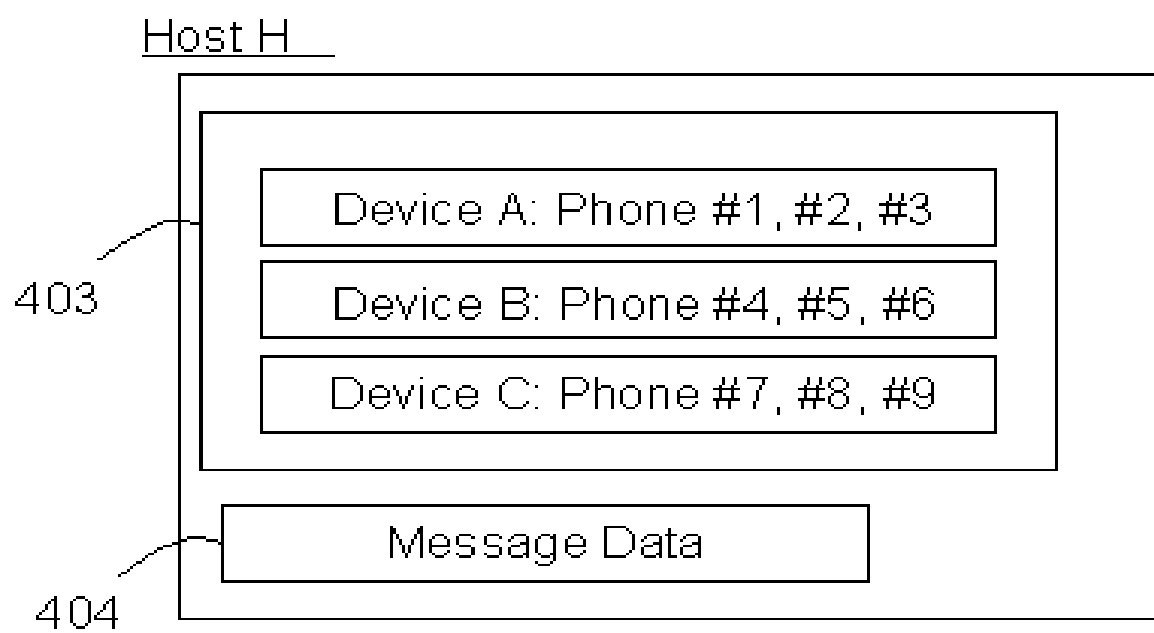 Host H
Device A: Phone #1, #2, #3
403
Device B: Phone #4, #5, #6
Device C: Phone #7, #8, #9
Message Data
404